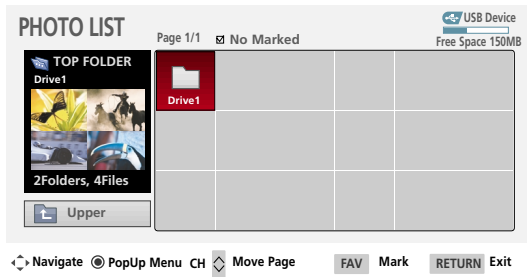 PHOTO LIST
Page 1/1
No Marked
USB Device
Free Space 150MB
TOP FOLDER
Drive1
2Folders, 4Files
Upper
Drive1
Navigate
PopUp Menu
CH
Move Page
FAV
Mark
RETURN
Exit